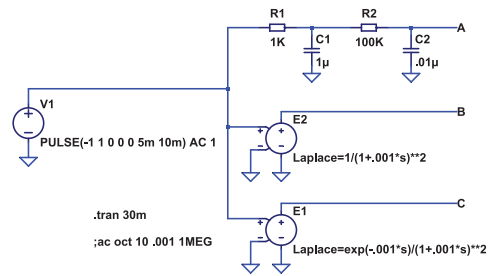 R1
1K
C1
1µ
R2
100K
C2
.01µ
A
V1
PULSE(-1 1 0 0 0 5m 10m) AC 1
E2
B
Laplace=1/(1+.001*s)**2
E1
C
Laplace=exp(-.001*s)/(1+.001*s)**2
.tran 30m
;ac oct 10 .001 1MEG